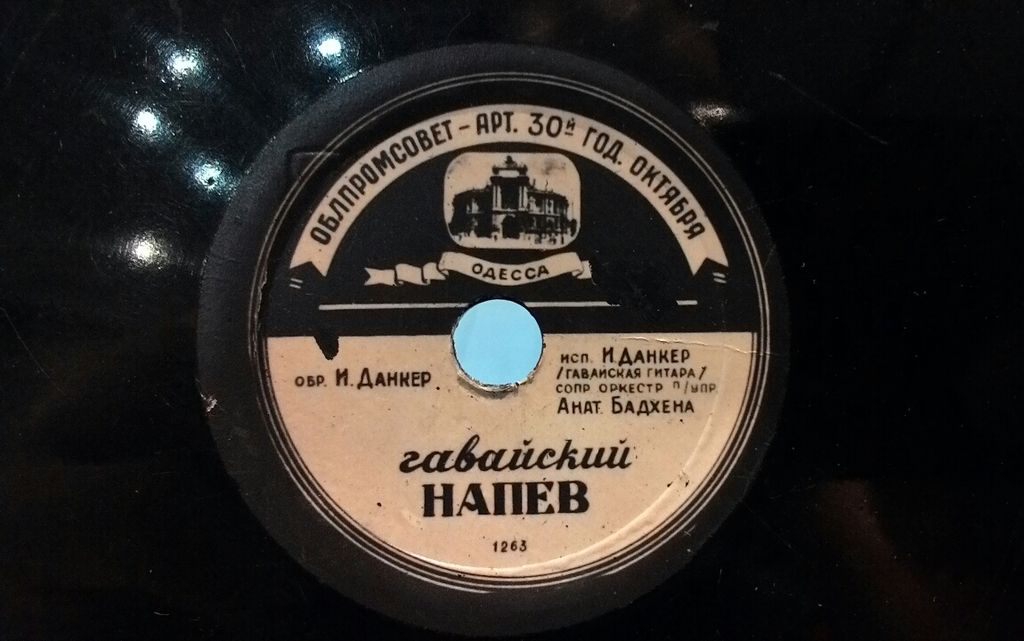 ОБЛПРОМСОВЕТ - АРТ. 30й ГОД. ОКТЯБРЯ
ОДЕССА
ОБР. И. ДАНКЕР
ИСП. И. ДАНКЕР
/ГАВАЙСКАЯ ГИТАРА/
СОПР ОРКЕСТР п/УПР.
АНАТ. БАДХЕНА
гавайский
НАПЕВ
1263